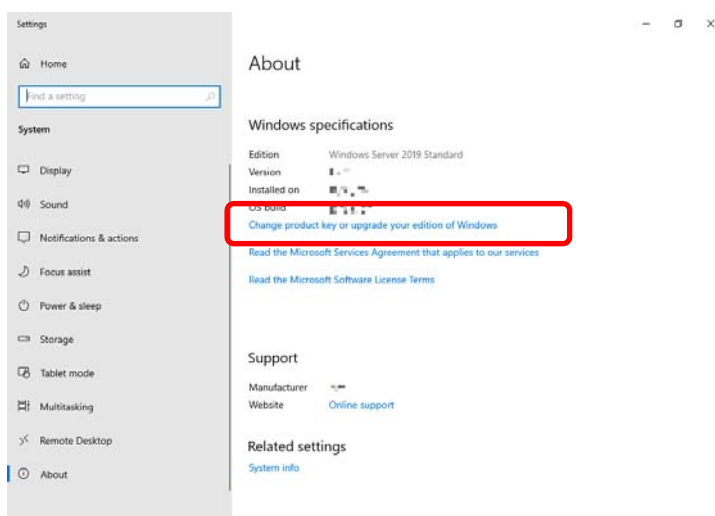 Settings
Home
Find a setting
System
Display
Sound
Notifications & actions
Focus assist
Power & sleep
Storage
Tablet mode
Multitasking
Remote Desktop
About
About
Windows specifications
Edition Windows Server 2019 Standard
Version
Installed on
OS build
Change product key or upgrade your edition of Windows
Read the Microsoft Services Agreement that applies to our services
Read the Microsoft Software License Terms
Support
Manufacturer
Website Online support
Related settings
System info